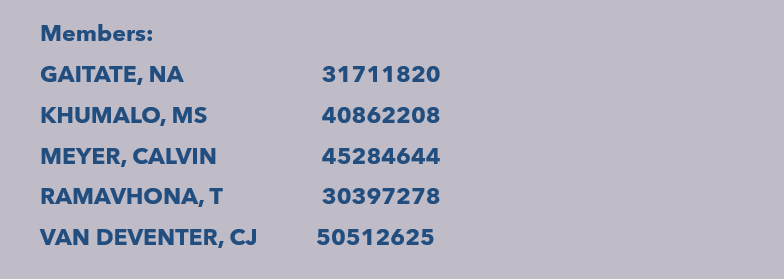 Members:
GAITATE, NA 31711820
KHUMALO, MS 40862208
MEYER, CALVIN 45284644
RAMAVHONA, T 30397278
VAN DEVENTER, CJ 50512625